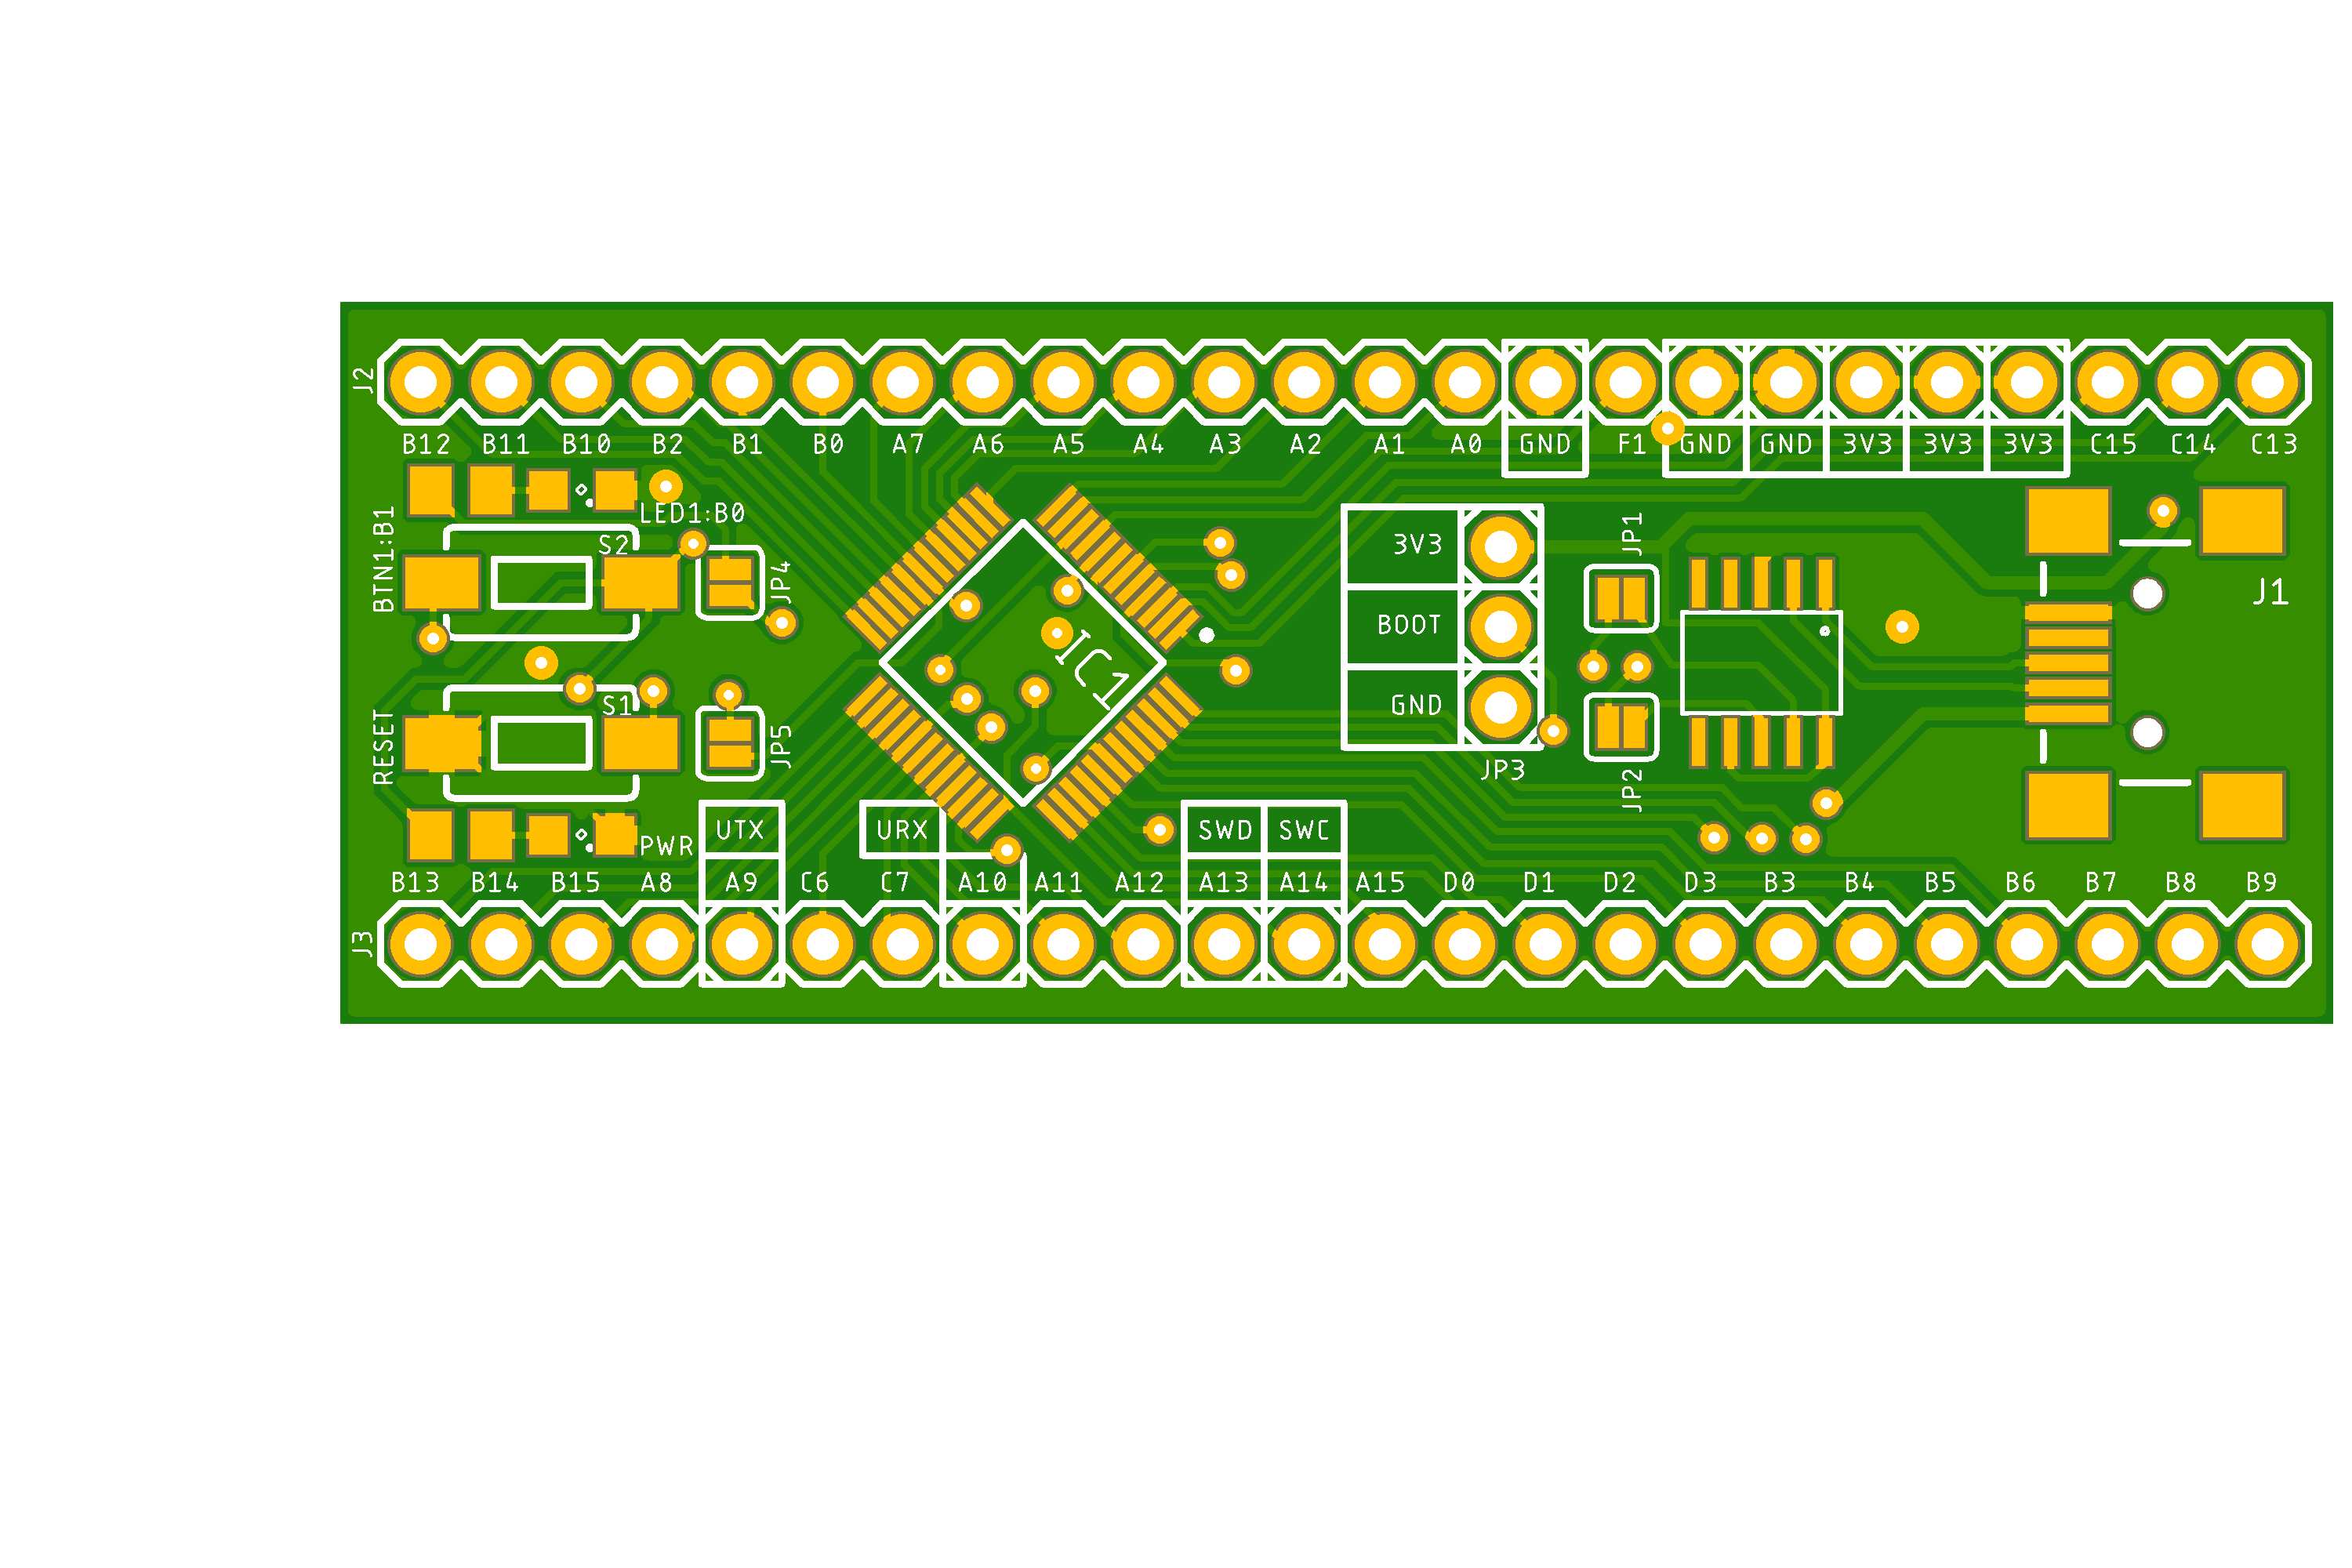 J2
B12 B11 B10 B2 B1 B0 A7 A6 A5 A4 A3 A2 A1 A0 GND F1 GND GND 3V3 3V3 3V3 C15 C14 C13
LED1:B0
BTN1:B1
S2
JP4
3V3
JP1
J1
BOOT
IC1
RESET
S1
JP5
GND
JP3
JP2
PWR
UTX URX SWD SWC
B13 B14 B15 A8 A9 C6 C7 A10 A11 A12 A13 A14 A15 D0 D1 D2 D3 B3 B4 B5 B6 B7 B8 B9
J3